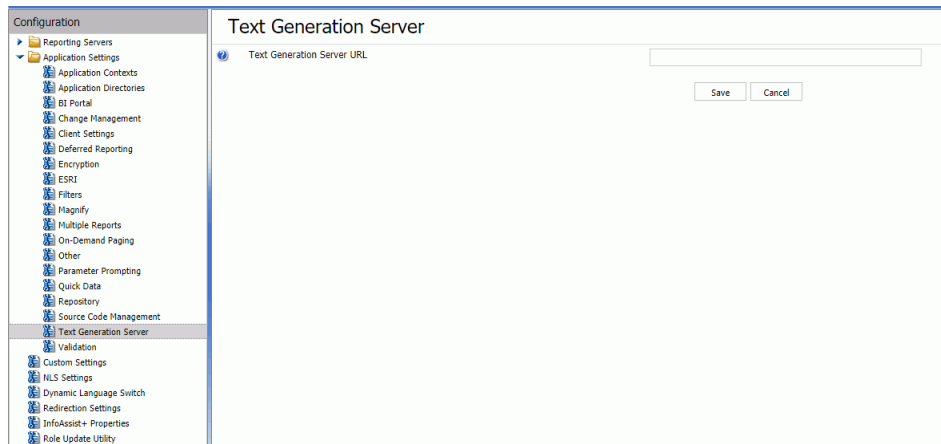 Configuration
Reporting Servers
Application Settings
Application Contexts
Application Directories
BI Portal
Change Management
Client Settings
Deferred Reporting
Encryption
ESRI
Filters
Magnify
Multiple Reports
On-Demand Paging
Other
Parameter Prompting
Quick Data
Repository
Source Code Management
Text Generation Server
Validation
Custom Settings
NLS Settings
Dynamic Language Switch
Redirection Settings
InfoAssist+ Properties
Role Update Utility
Text Generation Server
Text Generation Server URL
Save Cancel